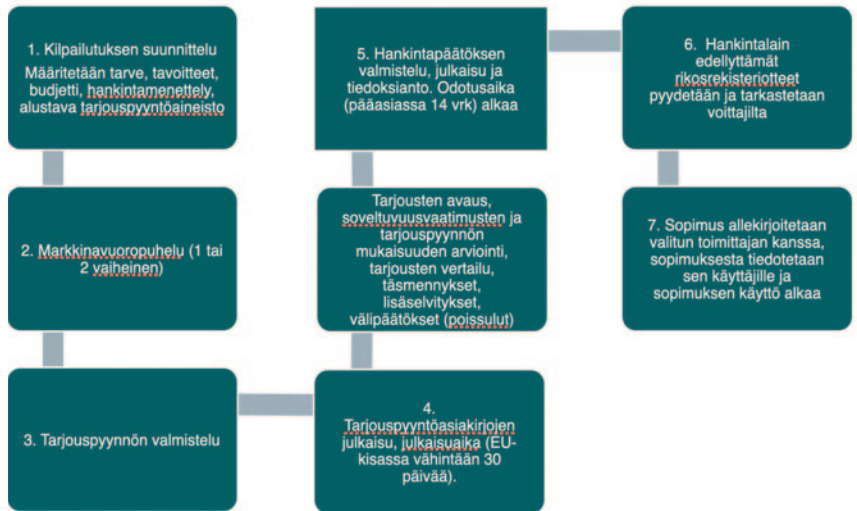 1. Kilpailutuksen suunnittelu
Määritetään tarve, tavoitteet,
budjetti, hankintamenettely,
alustava tarjouspyyntöaineisto
2. Markkinavuoropuhelu (1 tai
2 vaiheinen)
3. Tarjouspyynnön valmistelu
4.
Tarjouspyyntöasiakirjojen
julkaisu, julkaisuaika (EU-
kisassa vähintään 30
päivää).
Tarjousten avaus,
soveltuvuusvaatimusten ja
tarjouspyynnön
mukaisuuden arviointi,
tarjousten vertailu,
täsmennykset,
lisäselvitykset,
välipäätökset (poissulut)
5. Hankintapäätöksen
valmistelu, julkaisu ja
tiedoksianto. Odotusaika
(pääasiassa 14 vrk) alkaa
6. Hankintalain
edellyttämät
rikosrekisteriotteet
pyydetään ja tarkastetaan
voittajilta
7. Sopimus allekirjoitetaan
valitun toimittajan kanssa,
sopimuksesta tiedotetaan
sen käyttäjille ja
sopimuksen käyttö alkaa